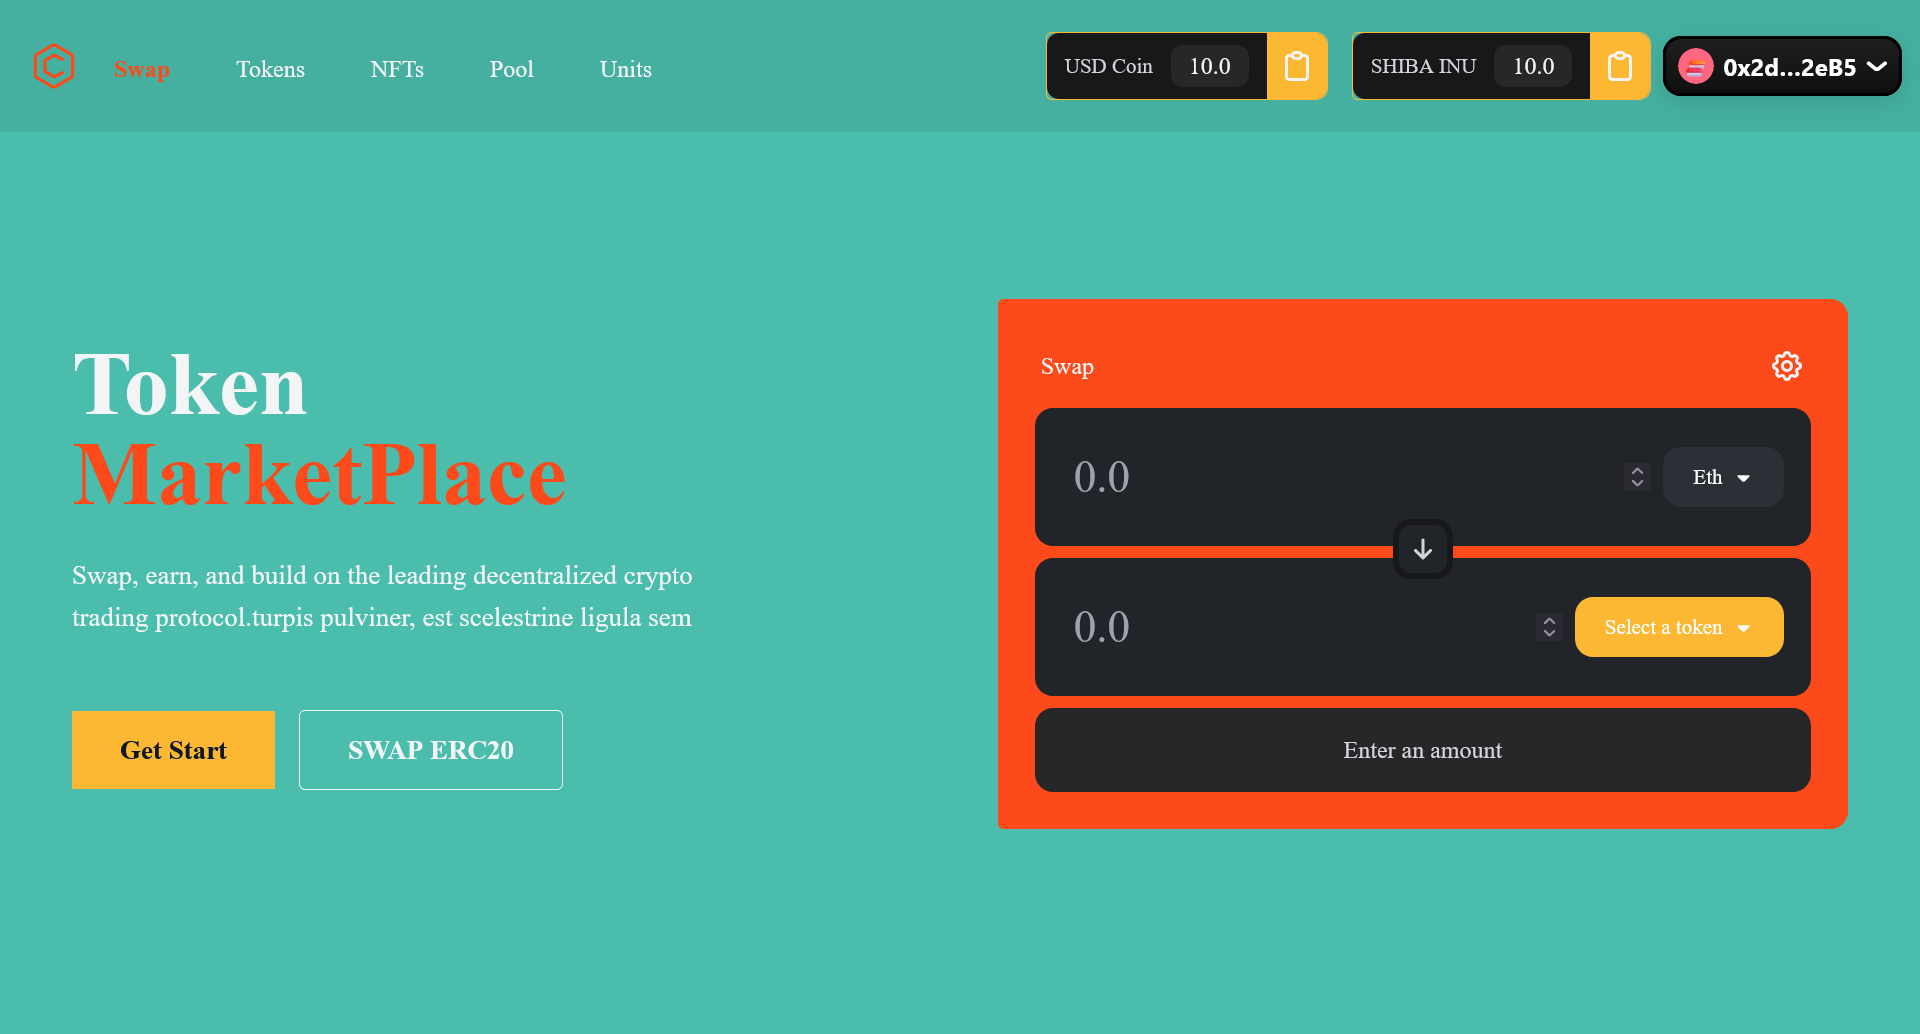 Swap Tokens NFTs Pool Units USD Coin 10.0 SHIBA INU 10.0 0x2d...2eB5
Token
MarketPlace
Swap, earn, and build on the leading decentralized crypto
trading protocol.turpis pulviner, est scelestrine ligula sem
Get Start SWAP ERC20
Swap
0.0 Eth
0.0 Select a token
Enter an amount